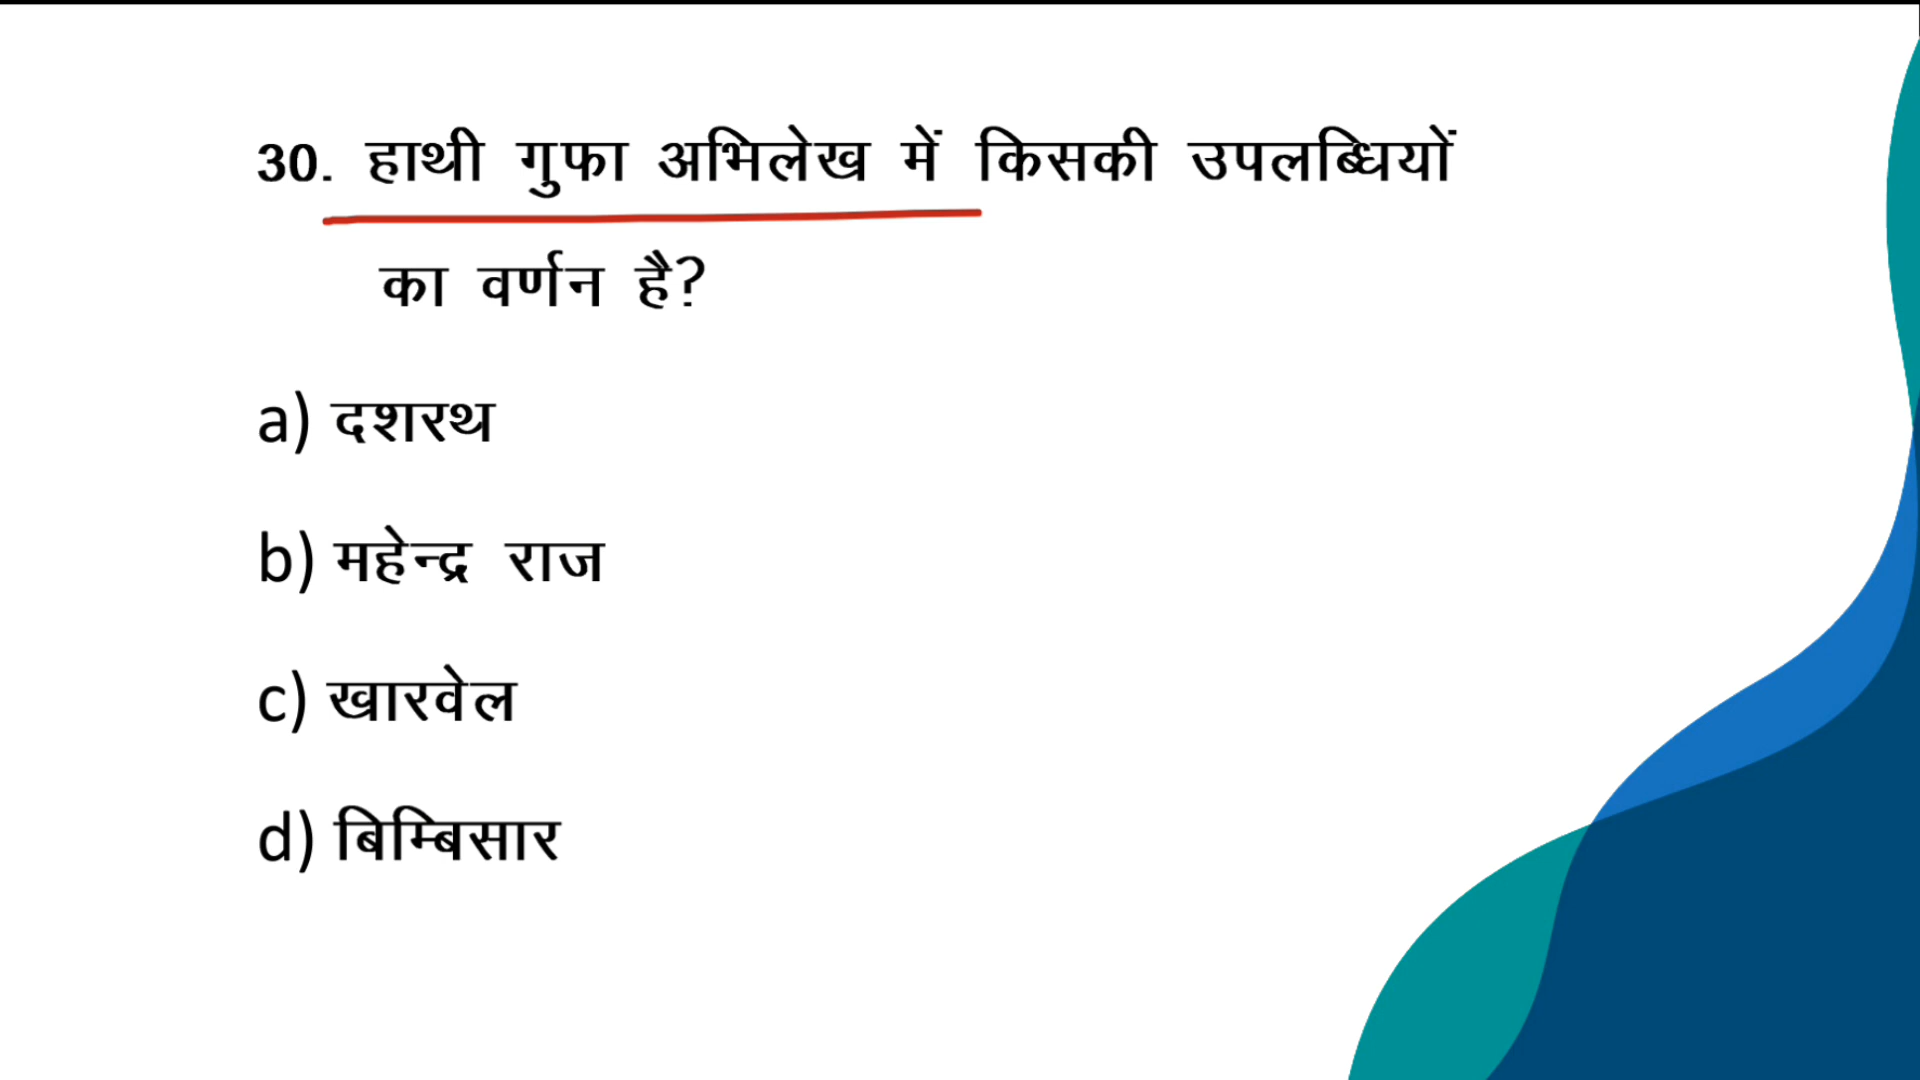 30. हाथी गुफा अभिलेख में किसकी उपलब्धियों
का वर्णन है?
a) दशरथ
b) महेन्द्र राज
c) खारवेल
d) बिम्बिसार